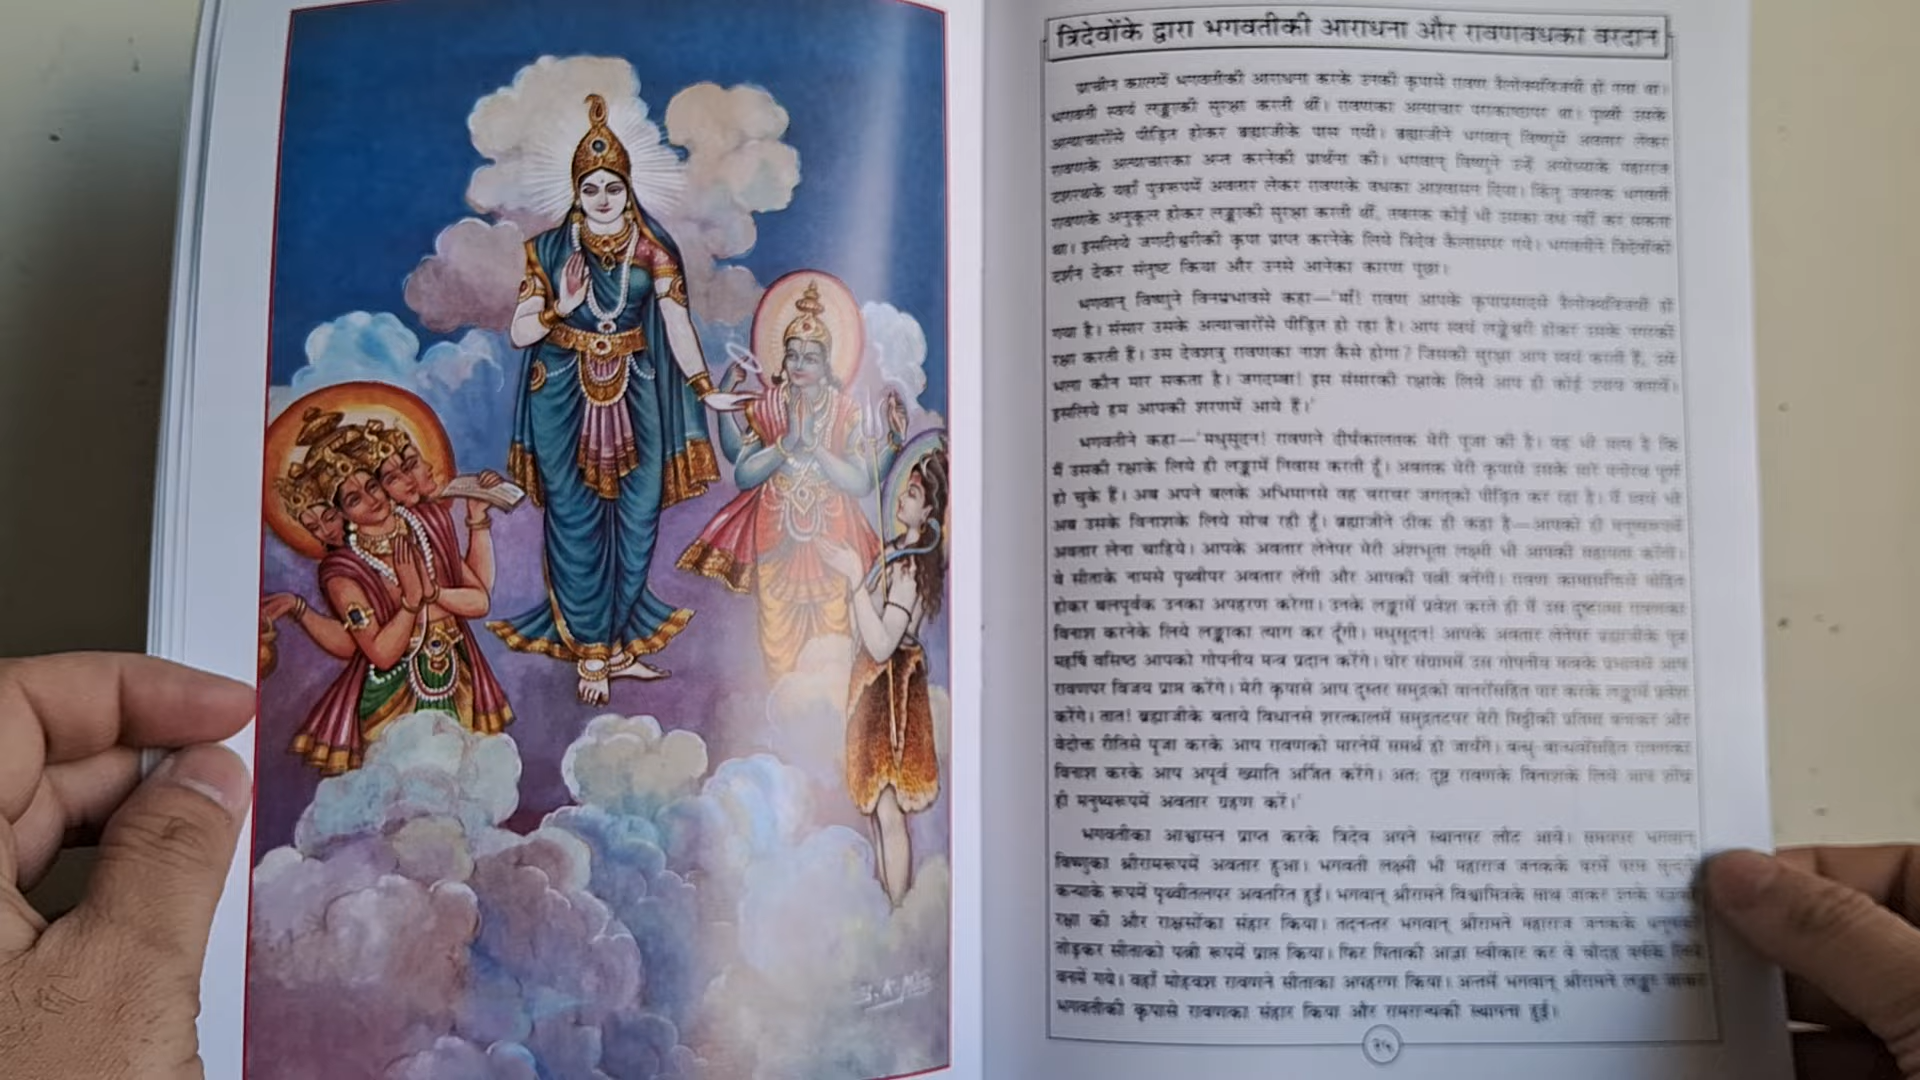 त्रिदेवोंके द्वारा भगवतीकी आराधना और रावणवधका वरदान
प्राचीन कालमें भगवतीकी आराधना करके उनकी कृपासे रावण त्रैलोक्यविजयी हो गया था।
भगवती स्वयं लङ्काकी सुरक्षा करती थीं। रावणका अत्याचार पराकाष्ठापर था। पृथ्वी उसके
अत्याचारोंसे पीड़ित होकर ब्रह्माजीके पास गयी। ब्रह्माजीने भगवान् विष्णुसे अवतार लेकर
रावणके अत्याचारका अन्त करनेकी प्रार्थना की। भगवान् विष्णुने उन्हें अयोध्याके महाराज
दशरथके यहाँ पुत्ररूपमें अवतार लेकर रावणके वधका आश्वासन दिया। किंतु जबतक भगवती
रावणके अनुकूल होकर लङ्काकी सुरक्षा करती थीं, तबतक कोई भी उसका वध नहीं कर सकता
था। इसलिये जगदीश्वरीकी कृपा प्राप्त करनेके लिये त्रिदेव कैलासपर गये। भगवतीने त्रिदेवोंको
दर्शन देकर संतुष्ट किया और उनसे आनेका कारण पूछा।
भगवान् विष्णुने विनम्रभावसे कहा—'माँ! रावण आपके कृपाप्रसादसे त्रैलोक्यविजयी हो
गया है। संसार उसके अत्याचारोंसे पीड़ित हो रहा है। आप स्वयं लङ्केश्वरी होकर उसके नगरकी
रक्षा करती हैं। उस देवशत्रु रावणका नाश कैसे होगा? जिसकी सुरक्षा आप स्वयं करती हैं, उसे
भला कौन मार सकता है। जगदम्बा! इस संसारकी रक्षाके लिये आप ही कोई उपाय बतायें।
इसलिये हम आपकी शरणमें आये हैं।'
भगवतीने कहा—'मधुसूदन! रावणने दीर्घकालतक मेरी पूजा की है। यह भी सत्य है कि
मैं उसकी रक्षाके लिये ही लङ्कामें निवास करती हूँ। अबतक मेरी कृपासे उसके सारे मनोरथ पूर्ण
हो चुके हैं। अब अपने बलके अभिमानसे वह चराचर जगत्को पीड़ित कर रहा है। मैं स्वयं भी
अब उसके विनाशके लिये सोच रही हूँ। ब्रह्माजीने ठीक ही कहा है—आपको ही मनुष्यरूपमें
अवतार लेना चाहिये। आपके अवतार लेनेपर मेरी अंशभूता लक्ष्मी भी आपकी सहायता करेंगी।
वे सीताके नामसे पृथ्वीपर अवतार लेंगी और आपकी पत्नी बनेंगी। रावण कामासक्तिसे मोहित
होकर बलपूर्वक उनका अपहरण करेगा। उनके लङ्कामें प्रवेश करते ही मैं उस दुष्टात्मा रावणका
विनाश करनेके लिये लङ्काका त्याग कर दूँगी। मधुसूदन! आपके अवतार लेनेपर ब्रह्माजीके पुत्र
महर्षि वसिष्ठ आपको गोपनीय मन्त्र प्रदान करेंगे। घोर संग्राममें उस गोपनीय मन्त्रके प्रभावसे आप
रावणपर विजय प्राप्त करेंगे। मेरी कृपासे आप दुस्तर समुद्रको वानरोंसहित पार करके लङ्कामें प्रवेश
करेंगे। तात! ब्रह्माजीके बताये विधानसे शरत्कालमें समुद्रतटपर मेरी मिट्टीकी प्रतिमा बनाकर और
वेदोक्त रीतिसे पूजा करके आप रावणको मारनेमें समर्थ हो जायेंगे। बन्धु-बान्धवोंसहित रावणका
विनाश करके आप अपूर्व ख्याति अर्जित करेंगे। अतः दुष्ट रावणके विनाशके लिये आप शीघ्र
ही मनुष्यरूपमें अवतार ग्रहण करें।'
भगवतीका आश्वासन प्राप्त करके त्रिदेव अपने स्थानपर लौट आये। समयपर भगवान्
विष्णुका श्रीरामरूपमें अवतार हुआ। भगवती लक्ष्मी भी महाराज जनकके घरमें परम सुन्दरी
कन्याके रूपमें पृथ्वीतलपर अवतरित हुईं। भगवान् श्रीरामने विश्वामित्रके साथ जाकर उनके यज्ञकी
रक्षा की और राक्षसोंका संहार किया। तदनन्तर भगवान् श्रीरामने महाराज जनकके धनुषको
तोड़कर सीताको पत्नी रूपमें प्राप्त किया। फिर पिताकी आज्ञा स्वीकार कर वे चौदह वर्षके लिये
वनमें गये। वहाँ मोहवश रावणने सीताका अपहरण किया। अन्तमें भगवान् श्रीरामने लङ्का जाकर
भगवतीकी कृपासे रावणका संहार किया और रामराज्यकी स्थापना हुई।